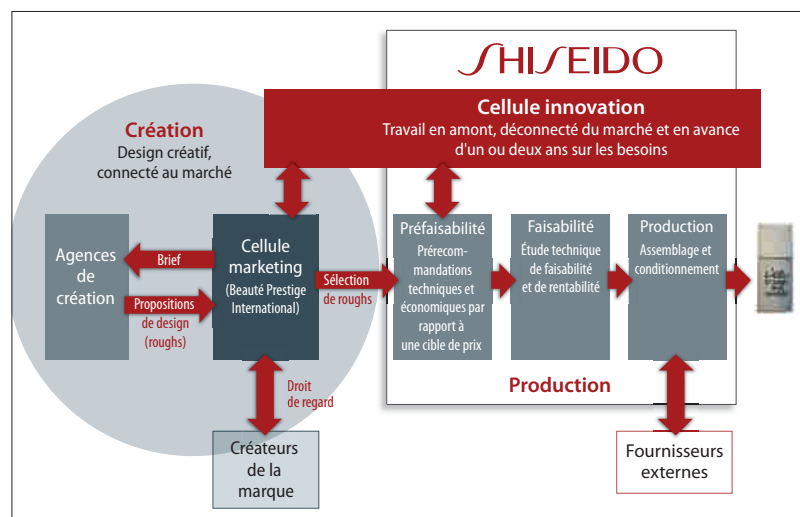 SHISEIDO
Cellule innovation
Travail en amont, déconnecté du marché et en avance
d'un ou deux ans sur les besoins
Création
Design créatif,
connecté au marché
Agences
de
création
Brief
Propositions
de design
(roughs)
Cellule
marketing
(Beauté Prestige
International)
Sélection
de roughs
Préfaisabilité
Prérecom-
mandations
techniques et
économiques par
rapport à
une cible de prix
Faisabilité
Étude technique
de faisabilité
et de rentabilité
Production
Assemblage et
conditionnement
Production
Droit
de regard
Créateurs
de la
marque
Fournisseurs
externes